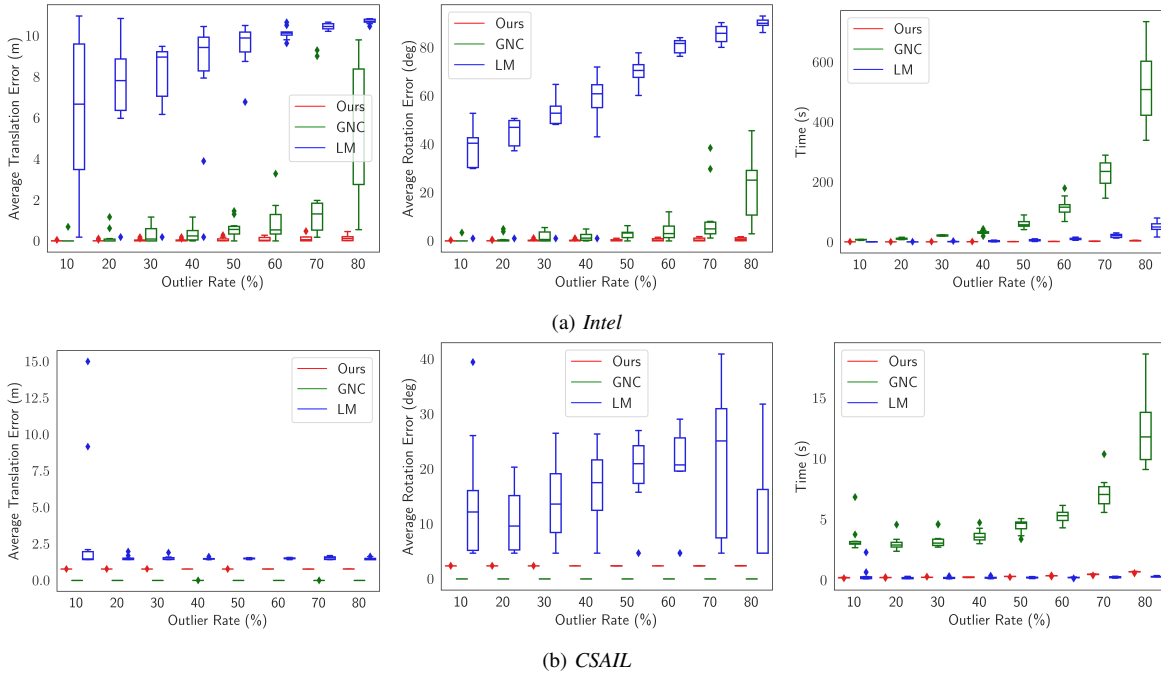 Average Translation Error (m)
10
8
6
4
2
0
10 20 30 40 50 60 70 80
Outlier Rate (%)
Ours
GNC
LM
Average Rotation Error (deg)
80
60
40
20
0
10 20 30 40 50 60 70 80
Outlier Rate (%)
Ours
GNC
LM
Time (s)
600
400
200
0
10 20 30 40 50 60 70 80
Outlier Rate (%)
Ours
GNC
LM
(a) Intel
Average Translation Error (m)
15.0
12.5
10.0
7.5
5.0
2.5
0.0
10 20 30 40 50 60 70 80
Outlier Rate (%)
Ours
GNC
LM
Average Rotation Error (deg)
40
30
20
10
0
10 20 30 40 50 60 70 80
Outlier Rate (%)
Ours
GNC
LM
Time (s)
15
10
5
0
10 20 30 40 50 60 70 80
Outlier Rate (%)
Ours
GNC
LM
(b) CSAIL